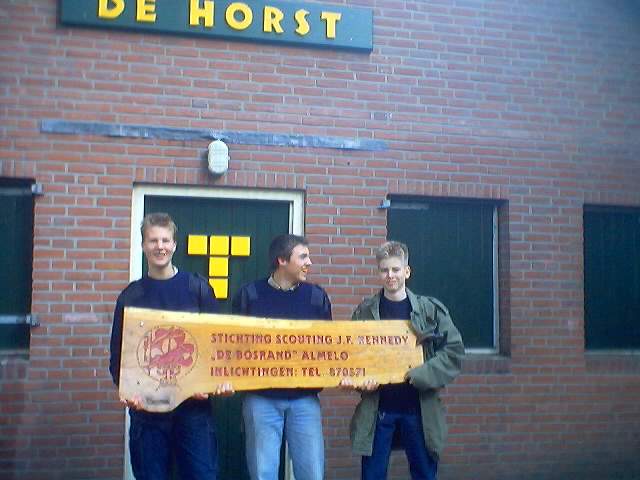 DE HORST
STICHTING SCOUTING J.F. KENNEDY
„DE BOSRAND" ALMELO
INLICHTINGEN: TEL 870571